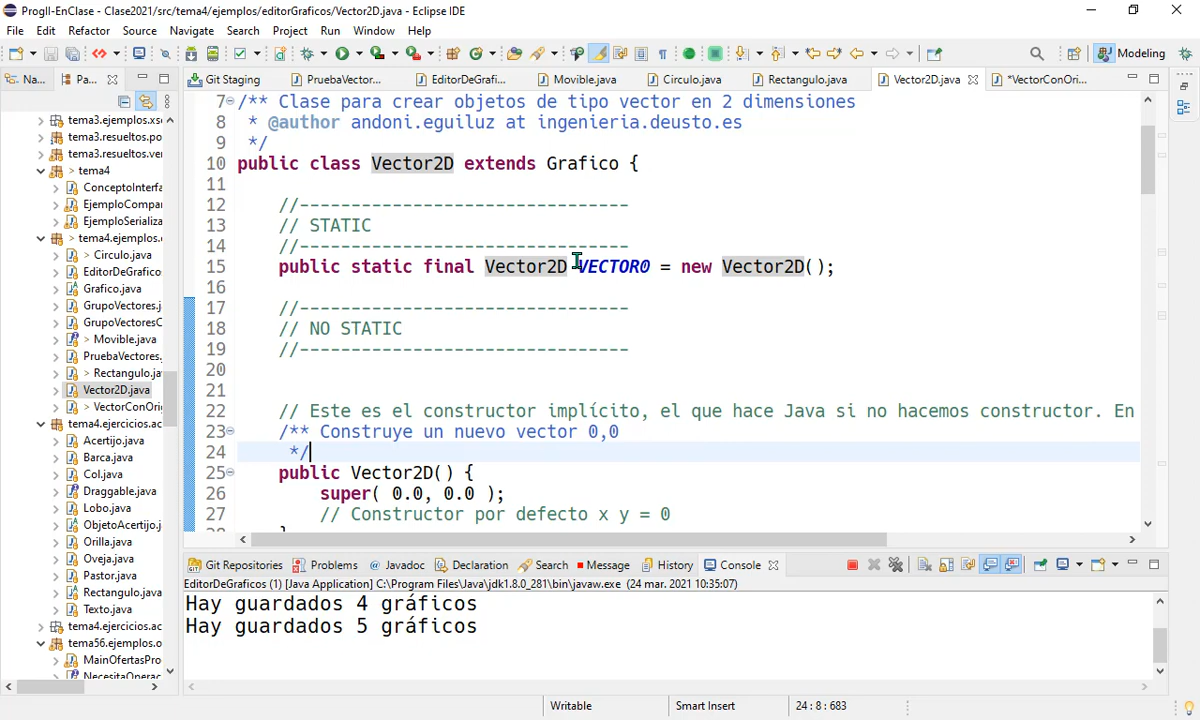 ProgII-EnClase - Clase2021/src/tema4/ejemplos/editorGraficos/Vector2D.java - Eclipse IDE
File Edit Refactor Source Navigate Search Project Run Window Help
Modeling
Na... Pa... Git Staging PruebaVector... EditorDeGrafi... Movible.java Circulo.java Rectangulo.java Vector2D.java *VectorConOri...
tema3.ejemplos.xs
tema3.resueltos.po
tema3.resueltos.ver
> tema4
ConceptoInterfa
EjemploCompar
EjemploSerializa
> tema4.ejemplos.
> Circulo.java
EditorDeGrafico
Grafico.java
GrupoVectores.j
GrupoVectoresC
> Movible.java
PruebaVectores.
> Rectangulo.ja
Vector2D.java
> VectorConOri
tema4.ejercicios.ac
Acertijo.java
Barca.java
Col.java
Draggable.java
Lobo.java
ObjetoAcertijo.j
Orilla.java
Oveja.java
Pastor.java
Rectangulo.java
Texto.java
tema4.ejercicios.ac
tema56.ejemplos.o
MainOfertasPro
NecesitaOperac
7 /** Clase para crear objetos de tipo vector en 2 dimensiones
8 * @author andoni.eguiluz at ingenieria.deusto.es
9 */
10 public class Vector2D extends Grafico {
11
12 //--------------------------------
13 // STATIC
14 //--------------------------------
15 public static final Vector2D VECTOR0 = new Vector2D();
16
17 //--------------------------------
18 // NO STATIC
19 //--------------------------------
20
21
22 // Este es el constructor implícito, el que hace Java si no hacemos constructor. En
23 /** Construye un nuevo vector 0,0
24 */
25 public Vector2D() {
26 super( 0.0, 0.0 );
27 // Constructor por defecto x y = 0
28 }
Git Repositories Problems @ Javadoc Declaration Search Message History Console
EditorDeGraficos (1) [Java Application] C:\Program Files\Java\jdk1.8.0_281\bin\javaw.exe (24 mar. 2021 10:35:07)
Hay guardados 4 gráficos
Hay guardados 5 gráficos
Writable Smart Insert 24 : 8 : 683